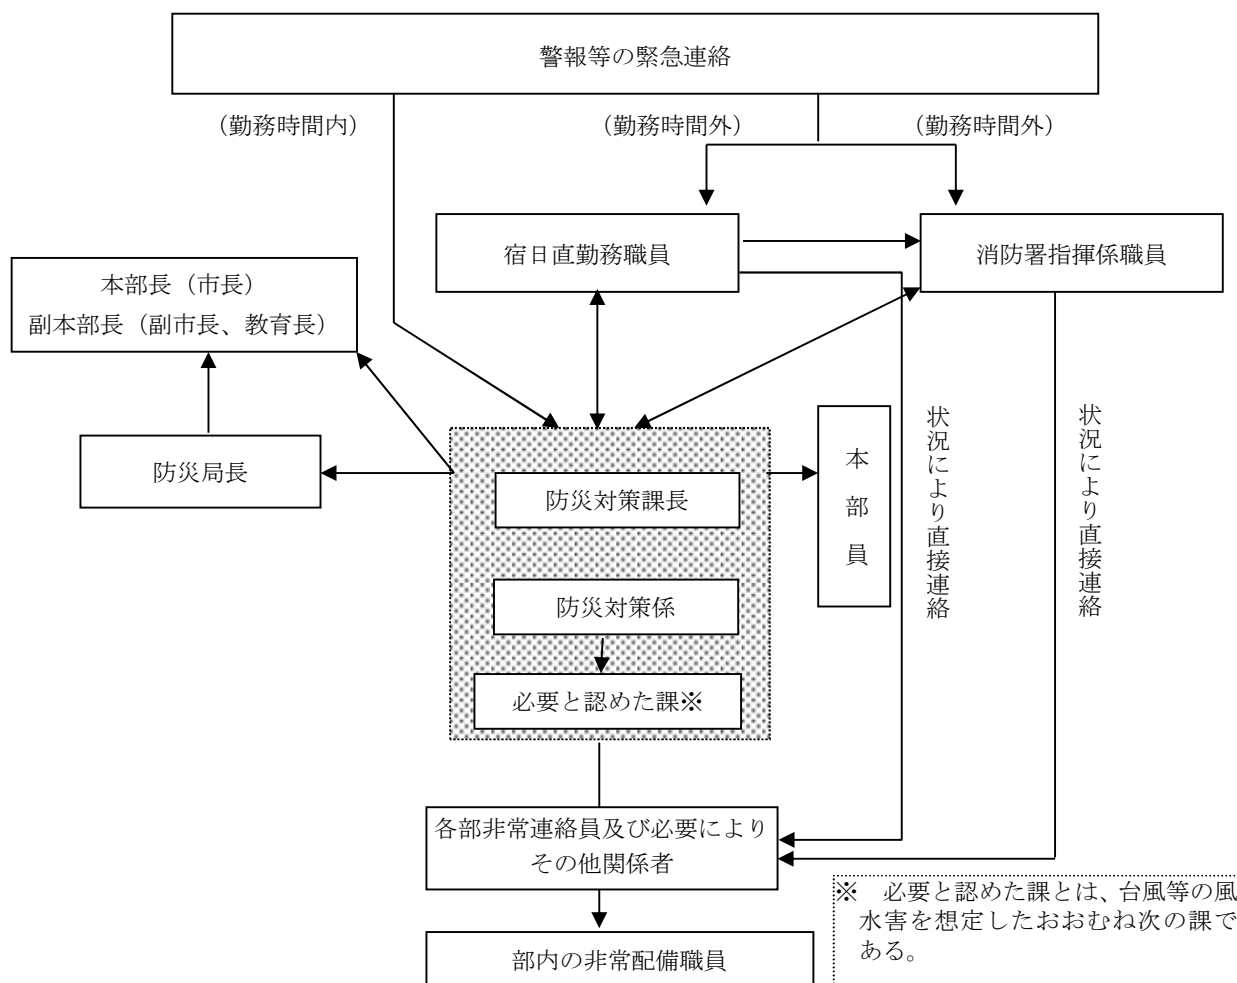 警報等の緊急連絡
（勤務時間内）
（勤務時間外）
（勤務時間外）
宿日直勤務職員
消防署指揮係職員
本部長（市長）
副本部長（副市長、教育長）
防災局長
本部員
状況により直接連絡
状況により直接連絡
防災対策課長
防災対策係
必要と認めた課※
各部非常連絡員及び必要により
その他関係者
部内の非常配備職員
※　必要と認めた課とは、台風等の風
水害を想定したおおむね次の課で
ある。